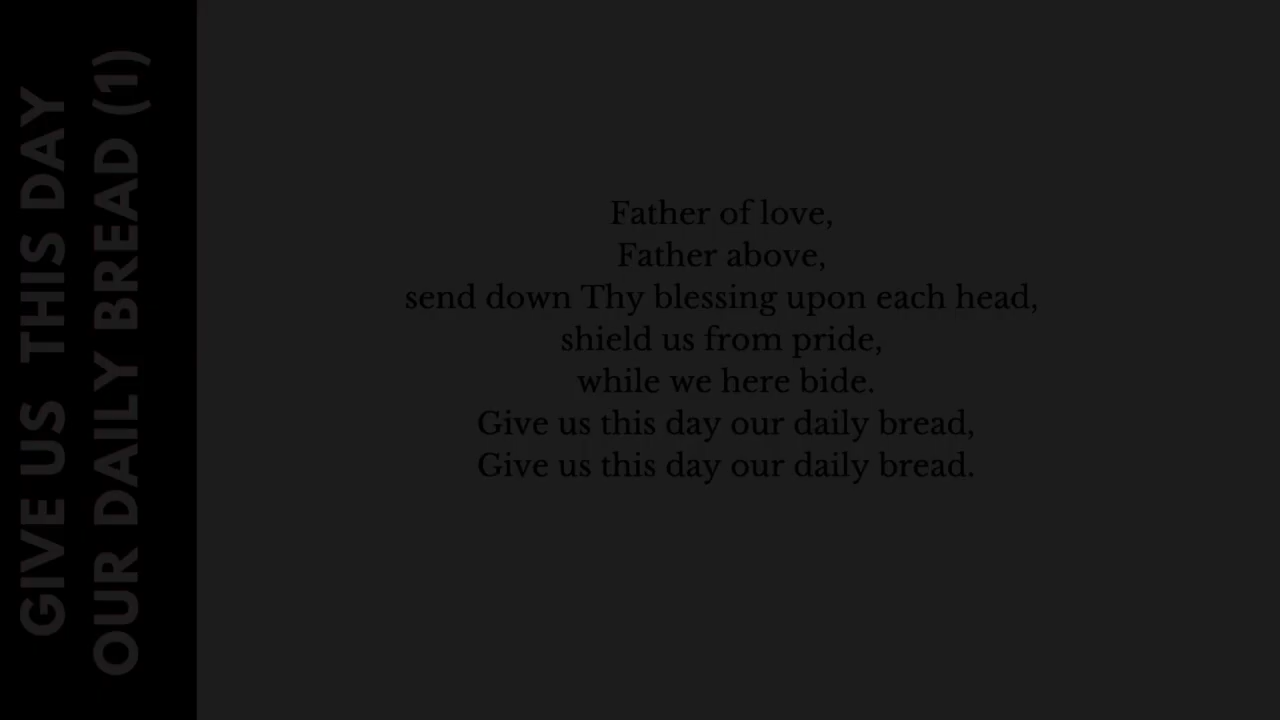 GIVE US THIS DAY
OUR DAILY BREAD (1)
Father of love,
Father above,
send down Thy blessing upon each head,
shield us from pride,
while we here bide.
Give us this day our daily bread,
Give us this day our daily bread.